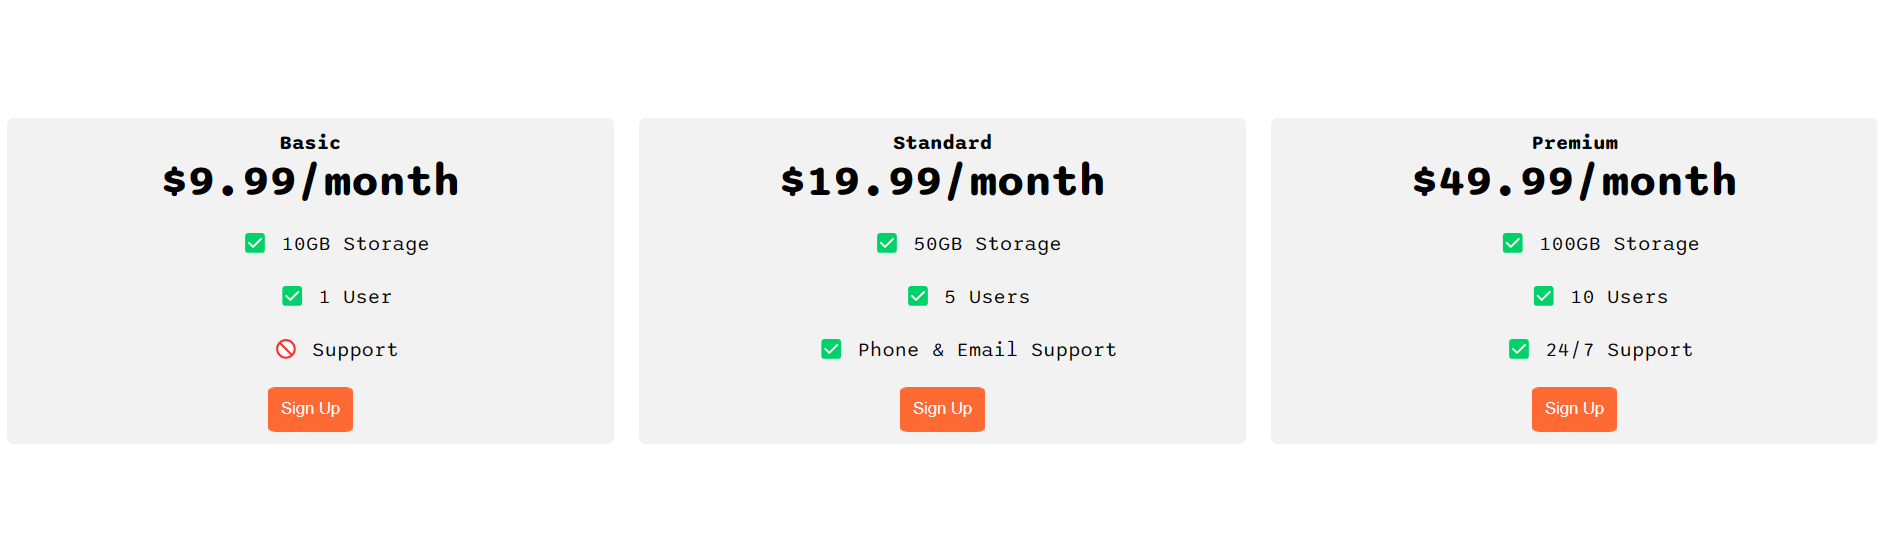 Basic
$9.99/month
10GB Storage
1 User
Support
Sign Up
Standard
$19.99/month
50GB Storage
5 Users
Phone & Email Support
Sign Up
Premium
$49.99/month
100GB Storage
10 Users
24/7 Support
Sign Up